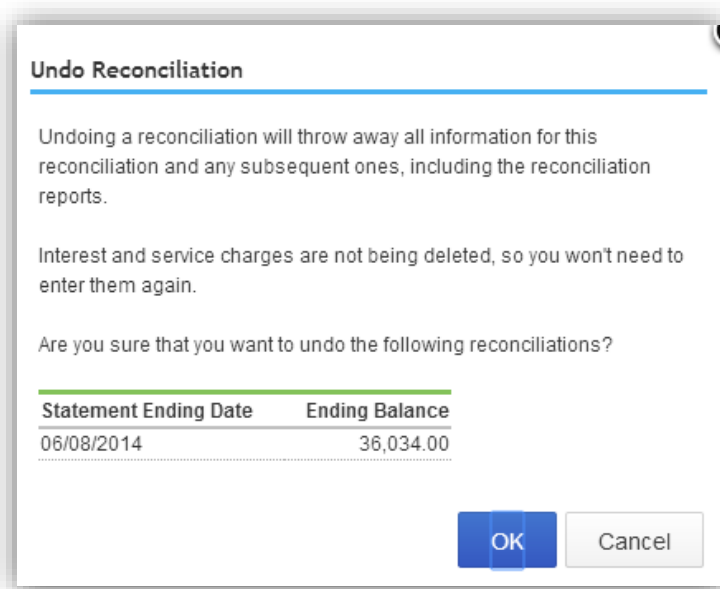 Undo Reconciliation
Undoing a reconciliation will throw away all information for this
reconciliation and any subsequent ones, including the reconciliation
reports.
Interest and service charges are not being deleted, so you won't need to
enter them again.
Are you sure that you want to undo the following reconciliations?
Statement Ending Date Ending Balance
06/08/2014 36,034.00
OK Cancel